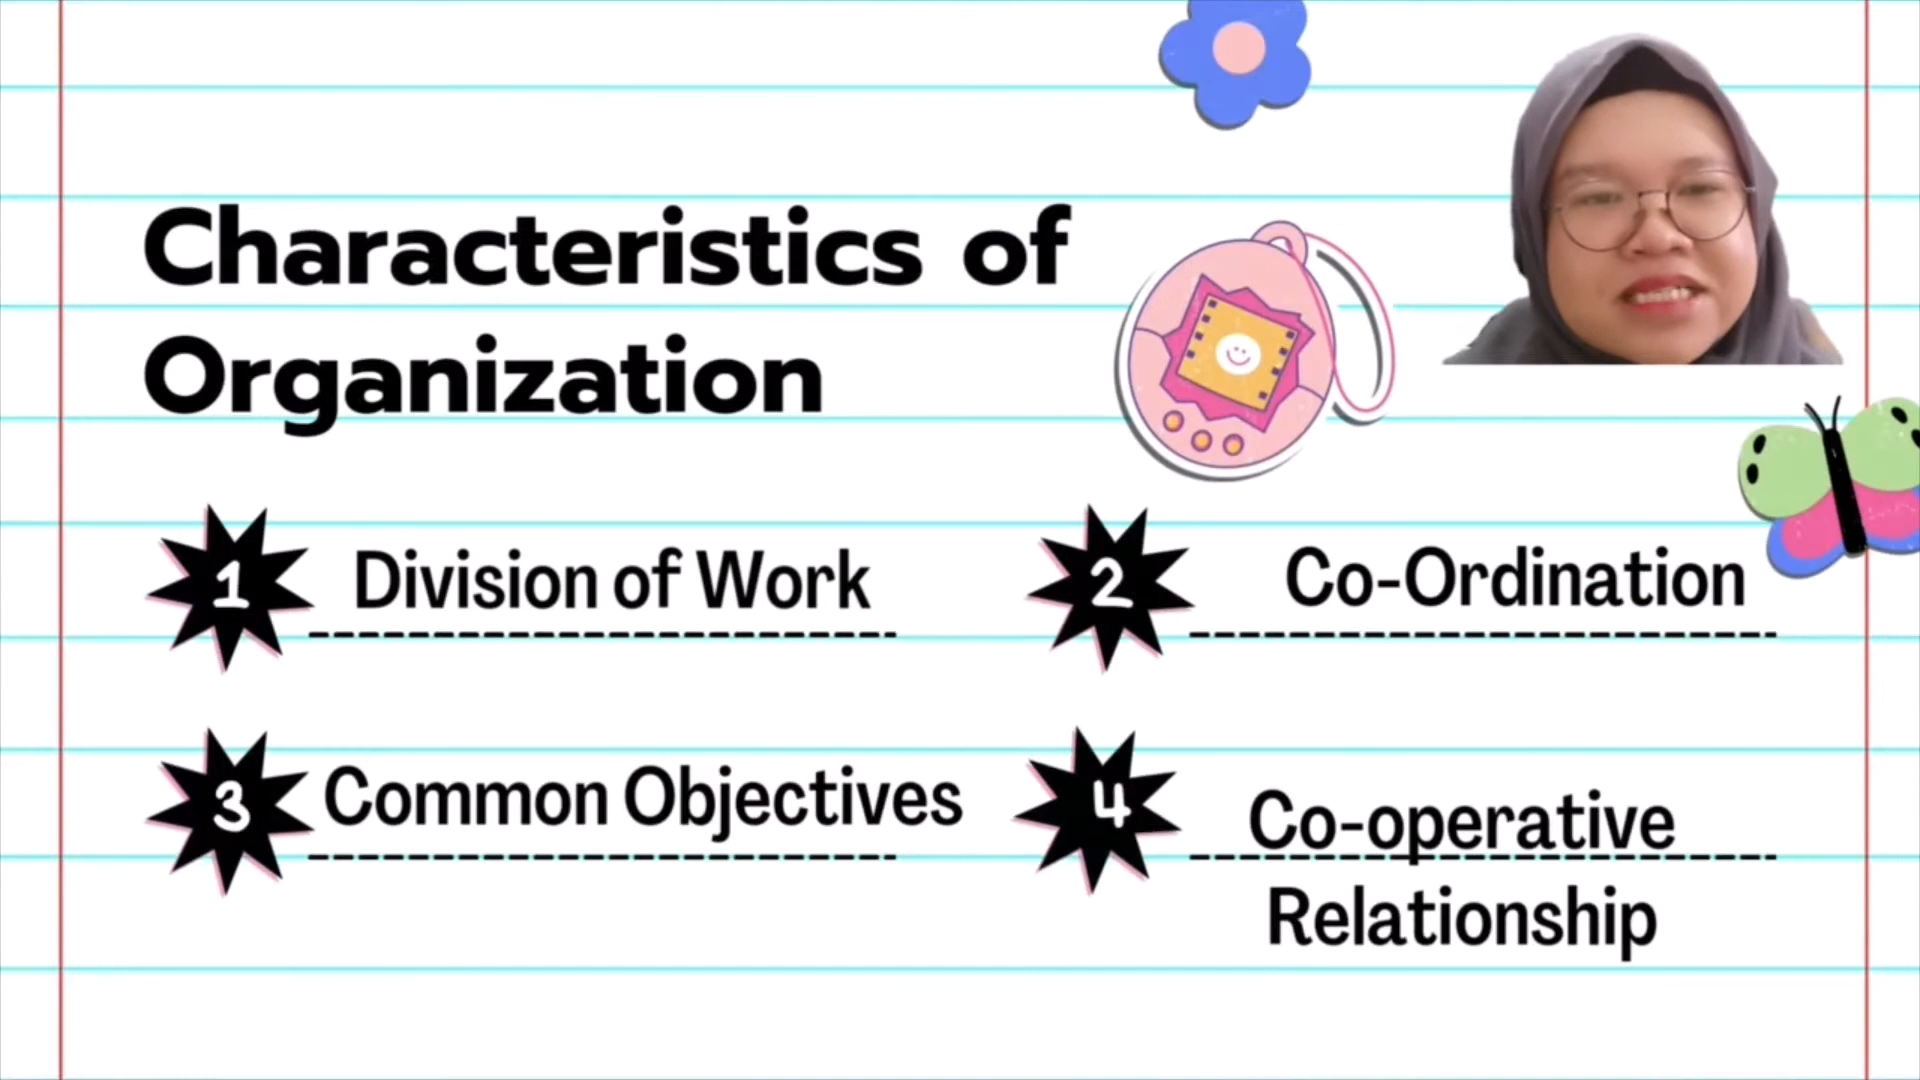 Characteristics of
Organization
1 Division of Work
2 Co-Ordination
3 Common Objectives
4 Co-operative
Relationship